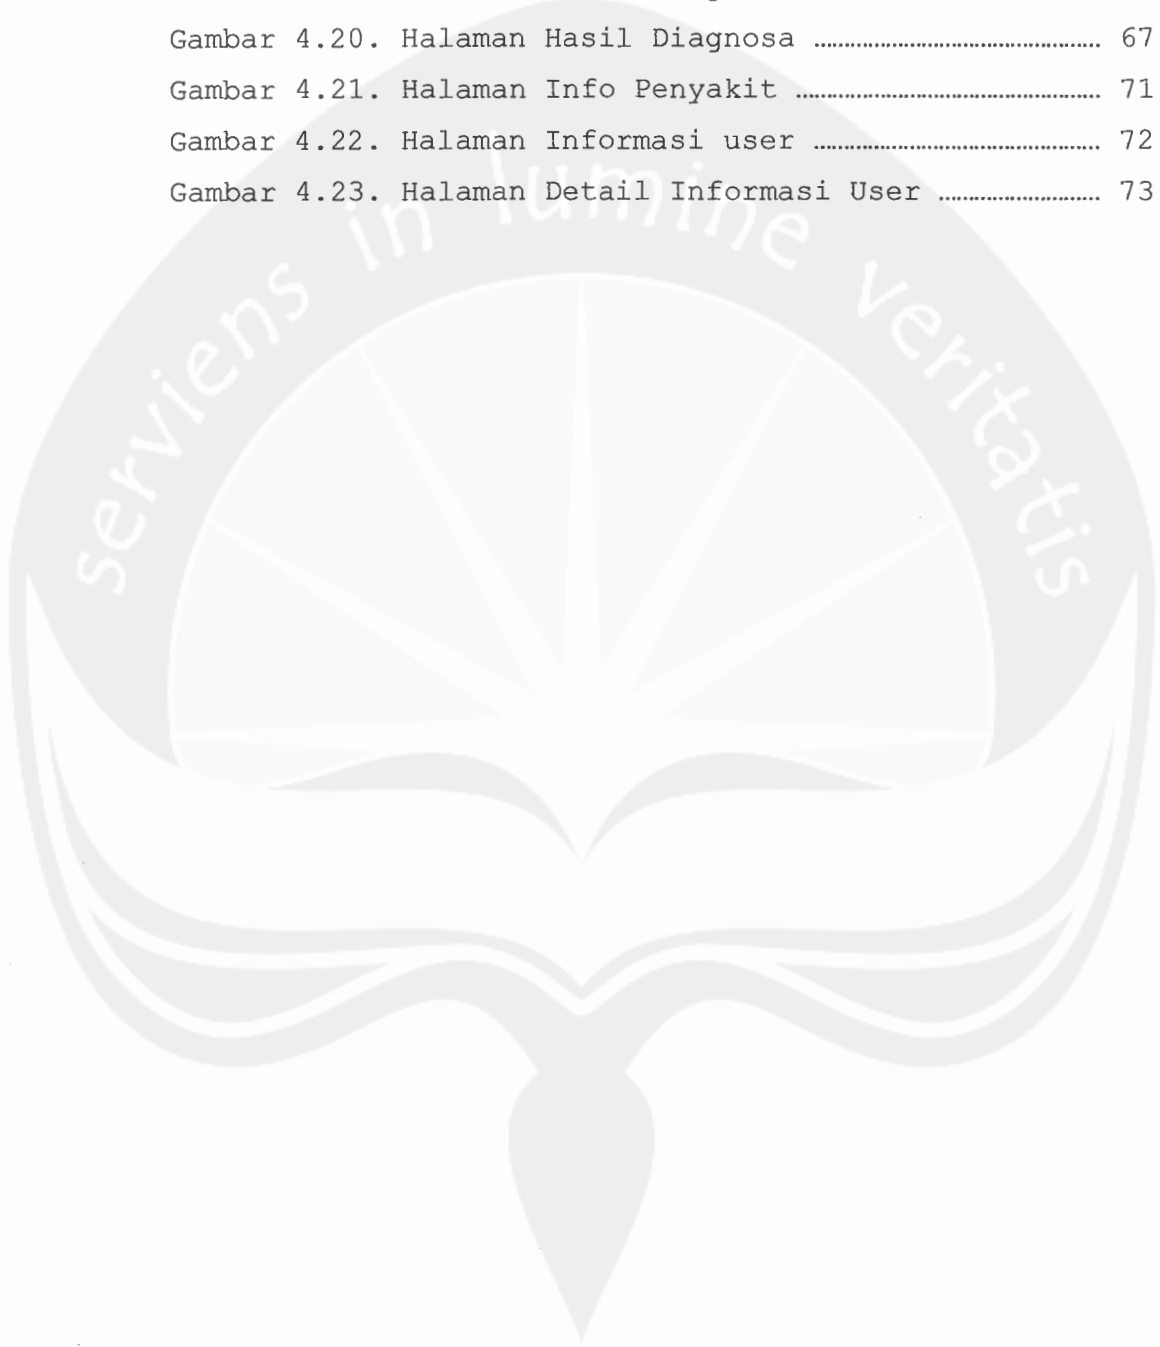 Gambar 4.20. Halaman Hasil Diagnosa ................................................ 67
Gambar 4.21. Halaman Info Penyakit ................................................... 71
Gambar 4.22. Halaman Informasi user ................................................ 72
Gambar 4.23. Halaman Detail Informasi User ........................... 73
serviens in lumine veritatis